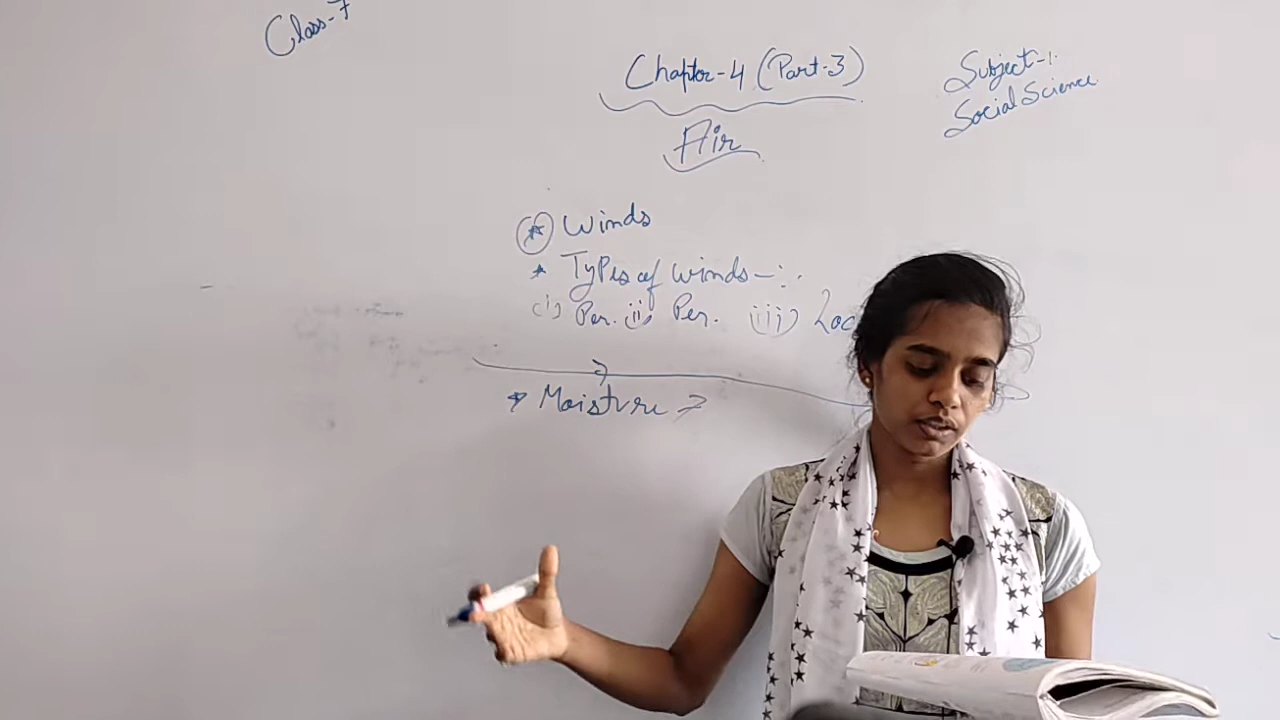 Class-7
Chapter-4 (Part-3)
Subject-1.
Social Science.
Air
* Winds
* Types of winds-:.
(i) Per. (ii) Per. (iii) Loc
* Moisture →